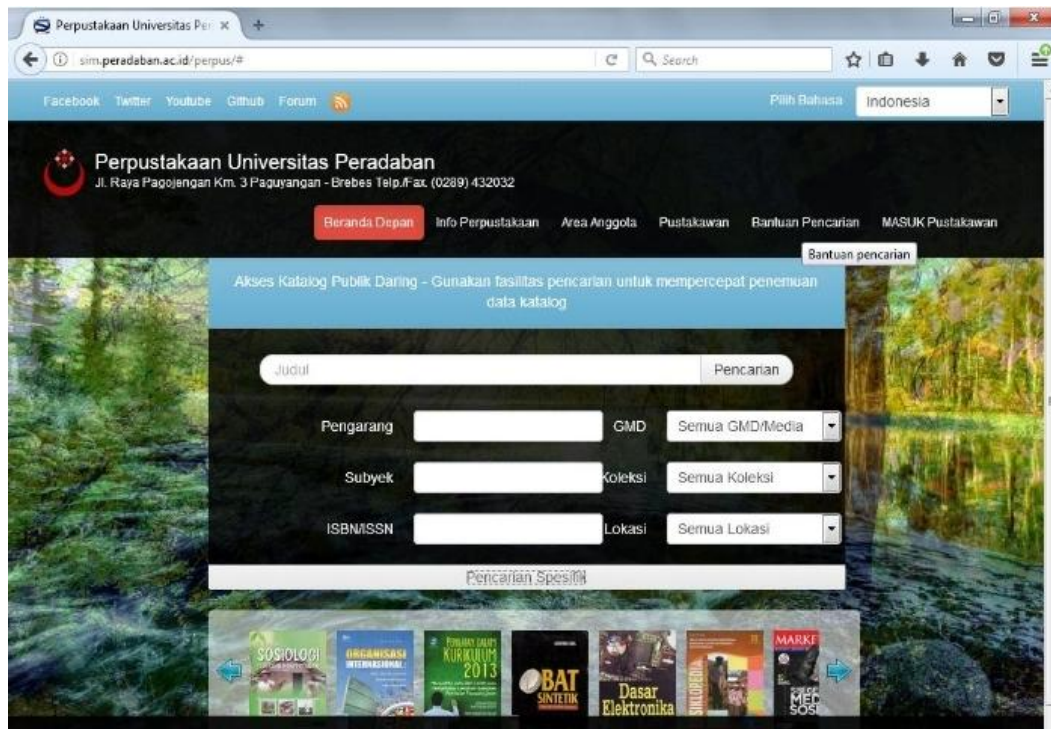 Perpustakaan Universitas Per
sim.peradaban.ac.id/perpus/#
Search
Facebook Twitter Youtube Github Forum
Pilih Bahasa
Indonesia
Perpustakaan Universitas Peradaban
Jl. Raya Pagojengan Km. 3 Paguyangan - Brebes Telp./Fax. (0289) 432032
Beranda Depan Info Perpustakaan Area Anggota Pustakawan Bantuan Pencarian MASUK Pustakawan
Bantuan pencarian
Akses Katalog Publik Daring - Gunakan fasilitas pencarian untuk mempercepat penemuan
data katalog
Judul
Pencarian
Pengarang
GMD
Semua GMD/Media
Subyek
Koleksi
Semua Koleksi
ISBN/ISSN
Lokasi
Semua Lokasi
Pencarian Spesifik
SOSIOLOGI
ORGANISASI
INTERNASIONAL
KURIKULUM
2013
OBAT
SINTETIK
Dasar
Elektronika
SIKLOPEDIA
MARKE
MED
SOS